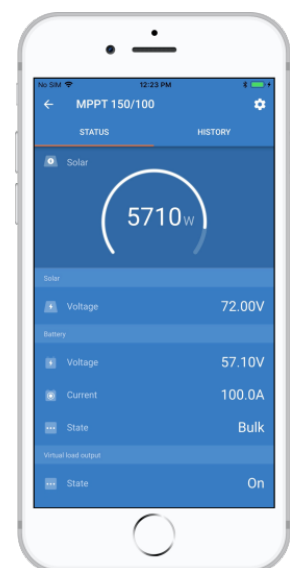 No SIM 12:23 PM
MPPT 150/100
STATUS HISTORY
Solar
5710W
Solar
Voltage 72.00V
Battery
Voltage 57.10V
Current 100.0A
State Bulk
Virtual load output
State On